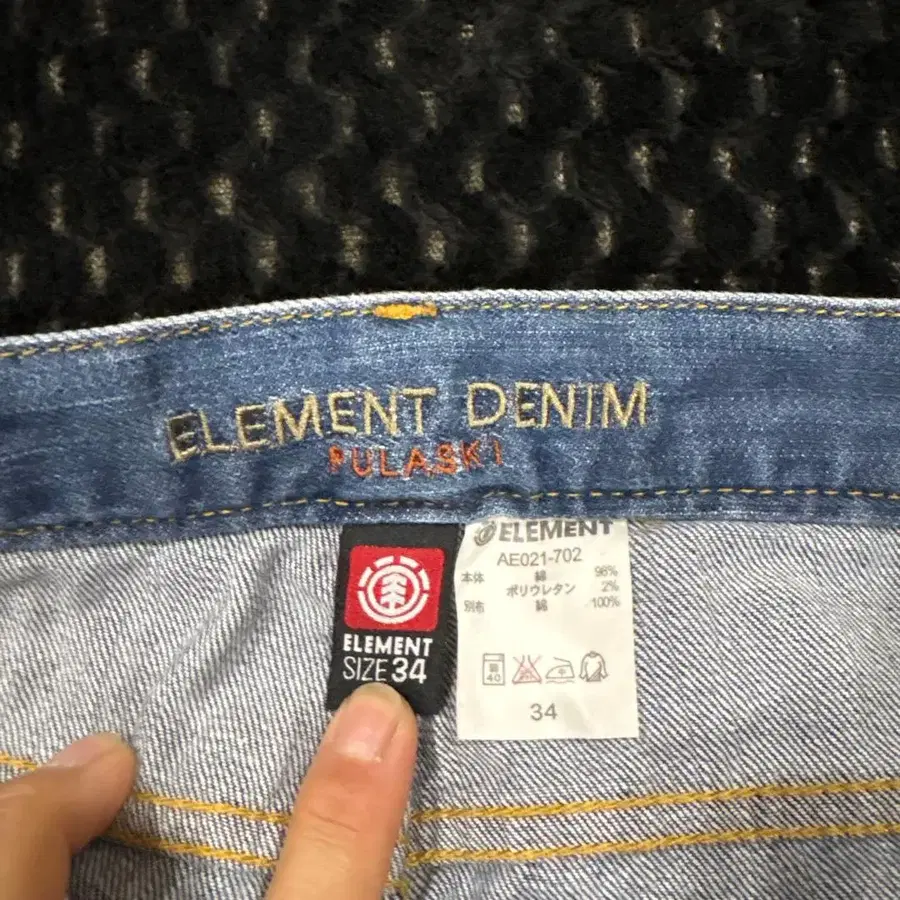 ELEMENT DENIM
PULASKI
ELEMENT
SIZE 34
ELEMENT
AE021-702
本体 綿 98%
ポリウレタン 2%
別布 綿 100%
40
34